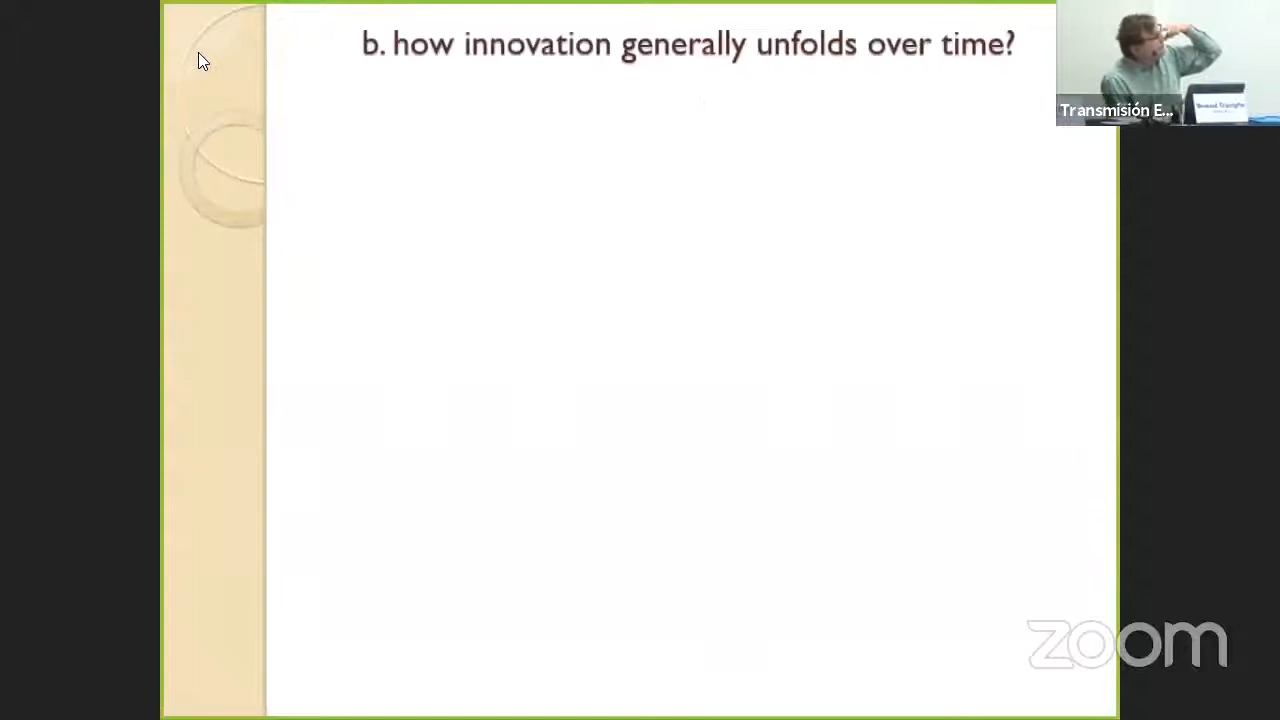 b. how innovation generally unfolds over time?
Transmisión E...
zoom